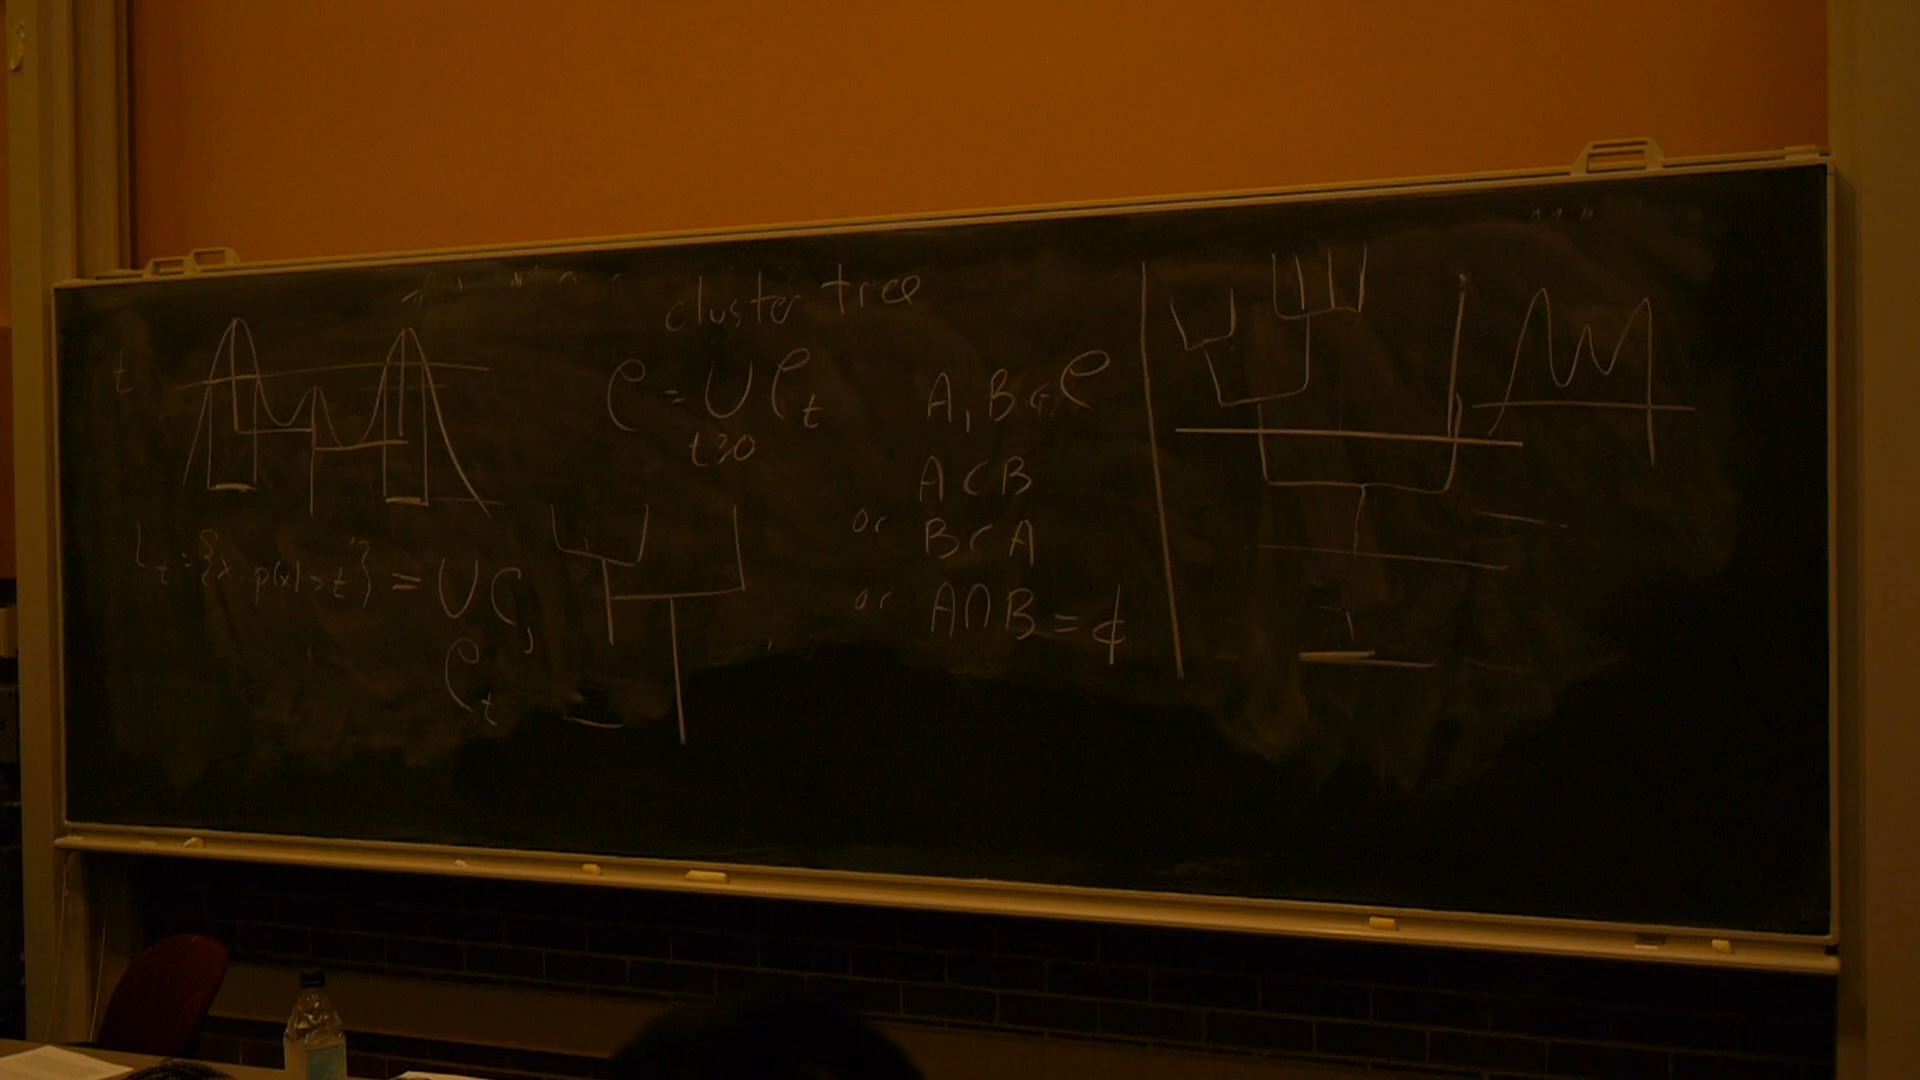 cluster tree
t
C = ∪ C_t
t≥0
A, B ∈ C
A ⊂ B
or B ⊂ A
or A ∩ B = ¢
L_t = {x: p(x) > t} = ∪ C_j
C_t